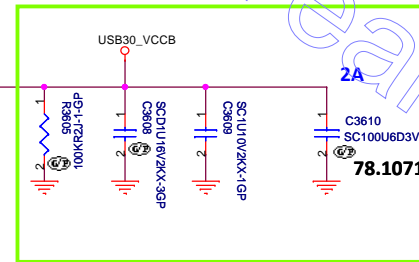 USB30_VCCB
2A
1
R3605
100KR2J-1-GP
2
G/P
1
C3608
SCD1U16V2KX-3GP
2
G/P
1
C3609
SC1U10V2KX-1GP
2
1
C3610
SC100U6D3V
2
G/P
78.1071